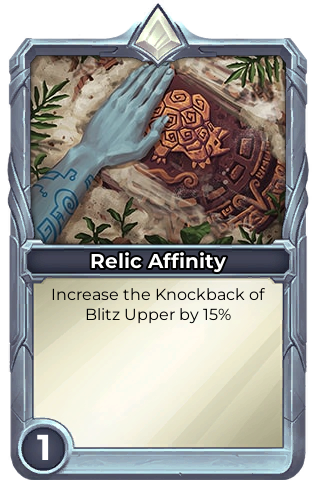 Relic Affinity
Increase the Knockback of
Blitz Upper by 15%
1